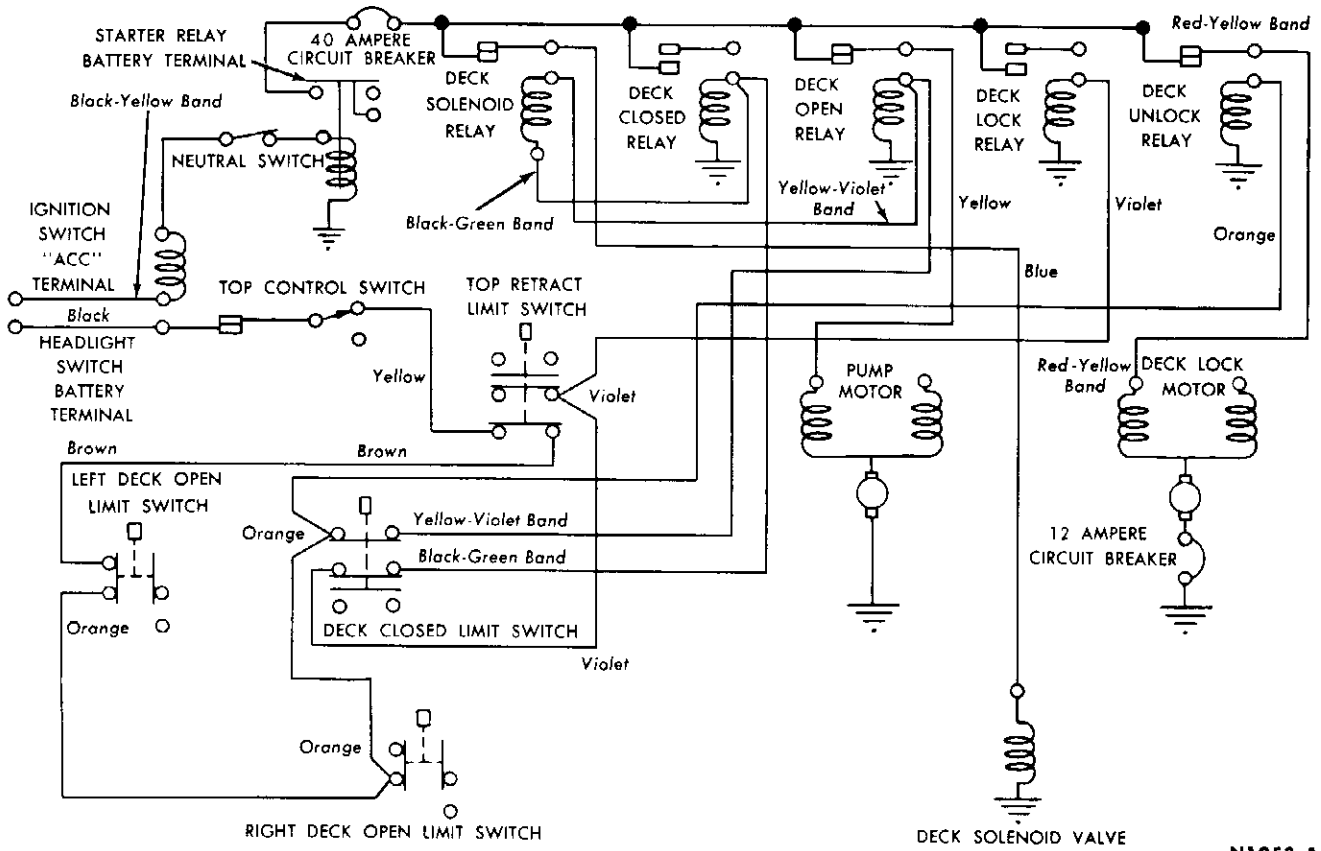 Red-Yellow Band
STARTER RELAY
BATTERY TERMINAL
40 AMPERE
CIRCUIT BREAKER
Black-Yellow Band
DECK
SOLENOID
RELAY
DECK
CLOSED
RELAY
DECK
OPEN
RELAY
DECK
LOCK
RELAY
DECK
UNLOCK
RELAY
NEUTRAL SWITCH
Black-Green Band
Yellow-Violet
Band
Yellow
Violet
Orange
IGNITION
SWITCH
"ACC"
TERMINAL
Blue
TOP CONTROL SWITCH
TOP RETRACT
LIMIT SWITCH
Black
HEADLIGHT
SWITCH
BATTERY
TERMINAL
Yellow
Violet
PUMP
MOTOR
Red-Yellow
Band
DECK LOCK
MOTOR
Brown
Brown
LEFT DECK OPEN
LIMIT SWITCH
Orange
Yellow-Violet Band
Black-Green Band
12 AMPERE
CIRCUIT BREAKER
Orange
DECK CLOSED LIMIT SWITCH
Violet
Orange
RIGHT DECK OPEN LIMIT SWITCH
DECK SOLENOID VALVE